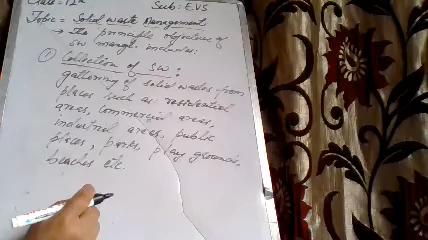 Class = 12th Sub: E.V.S
Topic = Solid waste Management
→ The principle objective of
SW mangt. includes:
① Collection of SW:
gathering of solid wastes from
places such as residential
areas, commercial areas,
industrial areas, public
places, parks, play grounds,
beaches etc.